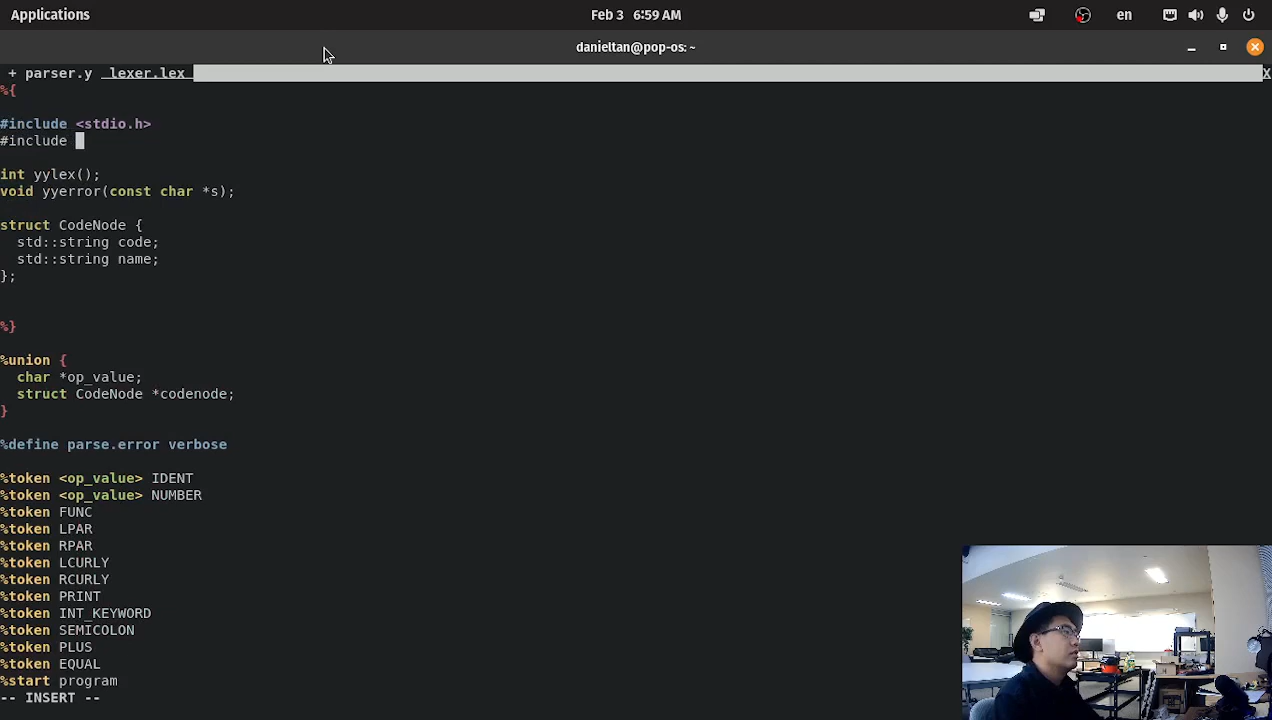 Applications
Feb 3 6:59 AM
en
danieltan@pop-os: ~
+ parser.y lexer.lex X
%{
#include <stdio.h>
#include
int yylex();
void yyerror(const char *s);
struct CodeNode {
  std::string code;
  std::string name;
};
%}
%union {
  char *op_value;
  struct CodeNode *codenode;
}
%define parse.error verbose
%token <op_value> IDENT
%token <op_value> NUMBER
%token FUNC
%token LPAR
%token RPAR
%token LCURLY
%token RCURLY
%token PRINT
%token INT_KEYWORD
%token SEMICOLON
%token PLUS
%token EQUAL
%start program
-- INSERT --